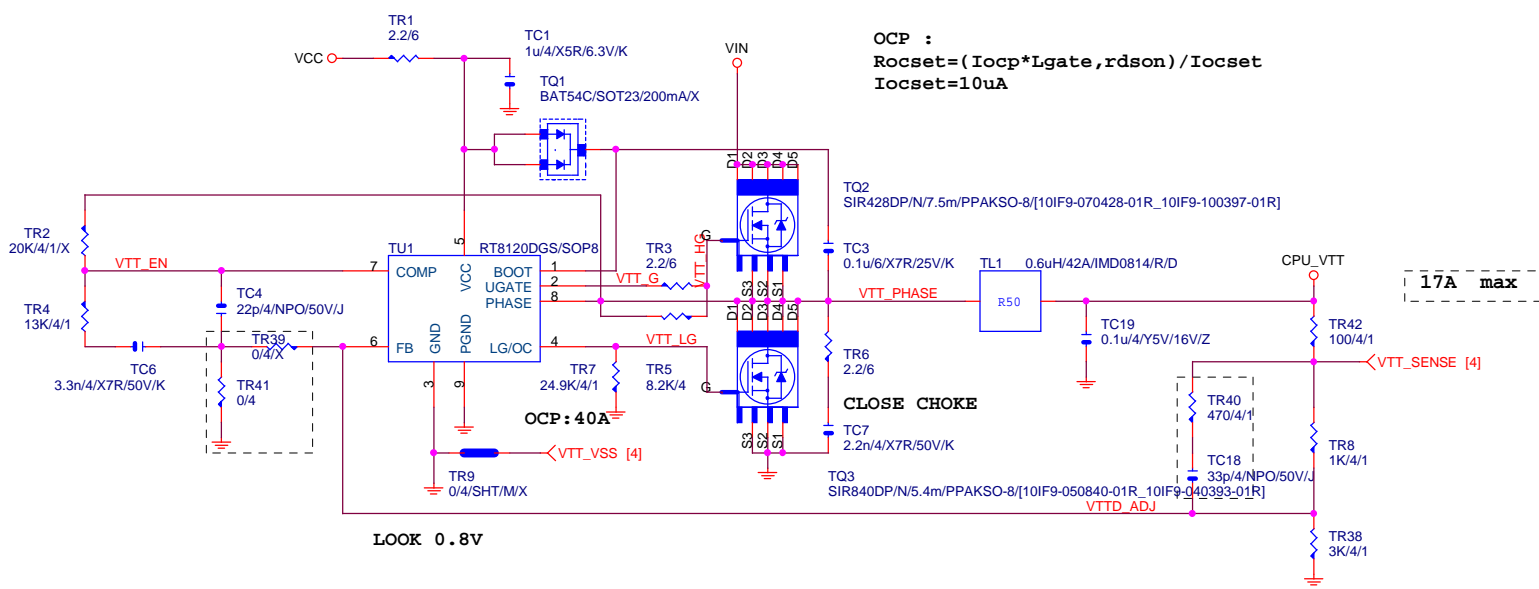 TR1
2.2/6
VCC
TC1
1u/4/X5R/6.3V/K
TQ1
BAT54C/SOT23/200mA/X
VIN
OCP :
Rocset=(Iocp*Lgate,rdson)/Iocset
Iocset=10uA
D1
D2
D3
D4
D5
TQ2
SIR428DP/N/7.5m/PPAKSO-8/[10IF9-070428-01R_10IF9-100397-01R]
G
S3
S2
S1
TR2
20K/4/1/X
VTT_EN
TU1
RT8120DGS/SOP8
7
COMP
5
VCC
BOOT
1
UGATE
2
PHASE
8
FB
6
GND
3
PGND
9
LG/OC
4
VTT_G
TR3
2.2/6
VTT_HG
TC3
0.1u/6/X7R/25V/K
VTT_PHASE
TL1
0.6uH/42A/IMD0814/R/D
R50
CPU_VTT
17A max
TR4
13K/4/1
TC4
22p/4/NPO/50V/J
TC6
3.3n/4/X7R/50V/K
TR39
0/4/X
TR41
0/4
VTT_LG
TR7
24.9K/4/1
TR5
8.2K/4
OCP:40A
D1
D2
D3
D4
D5
G
S3
S2
S1
TR6
2.2/6
CLOSE CHOKE
TC7
2.2n/4/X7R/50V/K
TQ3
SIR840DP/N/5.4m/PPAKSO-8/[10IF9-050840-01R_10IF9-040393-01R]
TC19
0.1u/4/Y5V/16V/Z
TR42
100/4/1
VTT_SENSE [4]
TR40
470/4/1
TC18
33p/4/NPO/50V/J
TR8
1K/4/1
VTT_VSS [4]
TR9
0/4/SHT/M/X
VTTD_ADJ
LOOK 0.8V
TR38
3K/4/1